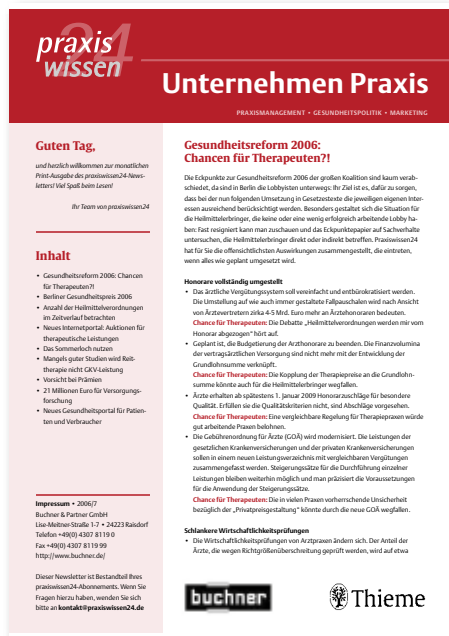 24
praxis
wissen
Unternehmen Praxis
PRAXISMANAGEMENT • GESUNDHEITSPOLITIK • MARKETING
Guten Tag,
und herzlich willkommen zur monatlichen
Print-Ausgabe des praxiswissen24-News-
letters! Viel Spaß beim Lesen!
Ihr Team von praxiswissen24
Inhalt
• Gesundheitsreform 2006: Chancen
für Therapeuten?!
• Berliner Gesundheitspreis 2006
• Anzahl der Heilmittelverordnungen
im Zeitverlauf betrachten
• Neues Internetportal: Auktionen für
therapeutische Leistungen
• Das Sommerloch nutzen
• Mangels guter Studien wird Reit-
therapie nicht GKV-Leistung
• Vorsicht bei Prämien
• 21 Millionen Euro für Versorgungs-
forschung
• Neues Gesundheitsportal für Patien-
ten und Verbraucher
Impressum • 2006/7
Buchner & Partner GmbH
Lise-Meitner-Straße 1-7 • 24223 Raisdorf
Telefon +49(0) 4307 8119 0
Fax +49(0) 4307 8119 99
http://www.buchner.de/
Dieser Newsletter ist Bestandteil Ihres
praxiswissen24-Abonnements. Wenn Sie
Fragen hierzu haben, wenden Sie sich
bitte an kontakt@praxiswissen24.de
Gesundheitsreform 2006:
Chancen für Therapeuten?!
Die Eckpunkte zur Gesundheitsreform 2006 der großen Koalition sind kaum verab-
schiedet, da sind in Berlin die Lobbyisten unterwegs: Ihr Ziel ist es, dafür zu sorgen,
dass bei der nun folgenden Umsetzung in Gesetzestexte die jeweiligen eigenen Inter-
essen ausreichend berücksichtigt werden. Besonders gestaltet sich die Situation für
die Heilmittelerbringer, die keine oder eine wenig erfolgreich arbeitende Lobby ha-
ben: Fast resigniert kann man zuschauen und das Eckpunktepapier auf Sachverhalte
untersuchen, die Heilmittelerbringer direkt oder indirekt betreffen. Praxiswissen24
hat für Sie die offensichtlichsten Auswirkungen zusammengestellt, die eintreten,
wenn alles wie geplant umgesetzt wird.
Honorare vollständig umgestellt
• Das ärztliche Vergütungssystem soll vereinfacht und entbürokratisiert werden.
Die Umstellung auf wie auch immer gestaltete Fallpauschalen wird nach Ansicht
von Ärztevertretern zirka 4-5 Mrd. Euro mehr an Ärztehonoraren bedeuten.
Chance für Therapeuten: Die Debatte „Heilmittelverordnungen werden mir vom
Honorar abgezogen“ hört auf.
• Geplant ist, die Budgetierung der Arzthonorare zu beenden. Die Finanzvolumina
der vertragsärztlichen Versorgung sind nicht mehr mit der Entwicklung der
Grundlohnsumme verknüpft.
Chance für Therapeuten: Die Kopplung der Therapiepreise an die Grundlohn-
summe könnte auch für die Heilmittelerbringer wegfallen.
• Ärzte erhalten ab spätestens 1. Januar 2009 Honorarzuschläge für besondere
Qualität. Erfüllen sie die Qualitätskriterien nicht, sind Abschläge vorgesehen.
Chance für Therapeuten: Eine vergleichbare Regelung für Therapiepraxen würde
gut arbeitende Praxen belohnen.
• Die Gebührenordnung für Ärzte (GOÄ) wird modernisiert. Die Leistungen der
gesetzlichen Krankenversicherungen und der privaten Krankenversicherungen
sollen in einem neuen Leistungsverzeichnis mit vergleichbaren Vergütungen
zusammengefasst werden. Steigerungssätze für die Durchführung einzelner
Leistungen bleiben weiterhin möglich und man präzisiert die Voraussetzungen
für die Anwendung der Steigerungssätze.
Chance für Therapeuten: Die in vielen Praxen vorherrschende Unsicherheit
bezüglich der „Privatpreisgestaltung“ könnte durch die neue GOÄ wegfallen.
Schlankere Wirtschaftlichkeitsprüfungen
• Die Wirtschaftlichkeitsprüfungen von Arztpraxen ändern sich. Der Anteil der
Ärzte, die wegen Richtgrößenüberschreitung geprüft werden, wird auf etwa
buchner
Thieme